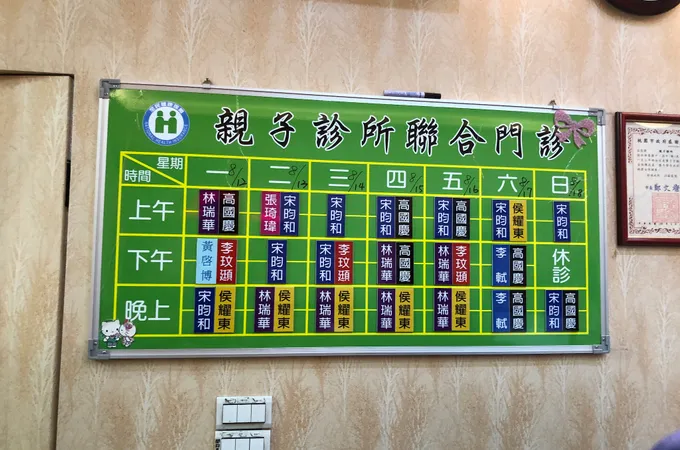 親子診所聯合門診
星期 時間 一 8/12 二 8/13 三 8/14 四 8/15 五 8/16 六 8/17 日 8/18
上午 林瑞華 高國慶 張琦瑋 宋昀和 宋昀和 宋昀和 高國慶 宋昀和 高國慶 宋昀和 侯耀東 宋昀和
下午 黃啓博 李玟顯 宋昀和 宋昀和 李玟顯 林瑞華 高國慶 林瑞華 李玟顯 李軾 高國慶 休診
晚上 宋昀和 侯耀東 林瑞華 侯耀東 林瑞華 侯耀東 林瑞華 侯耀東 林瑞華 侯耀東 李軾 高國慶 宋昀和 高國慶